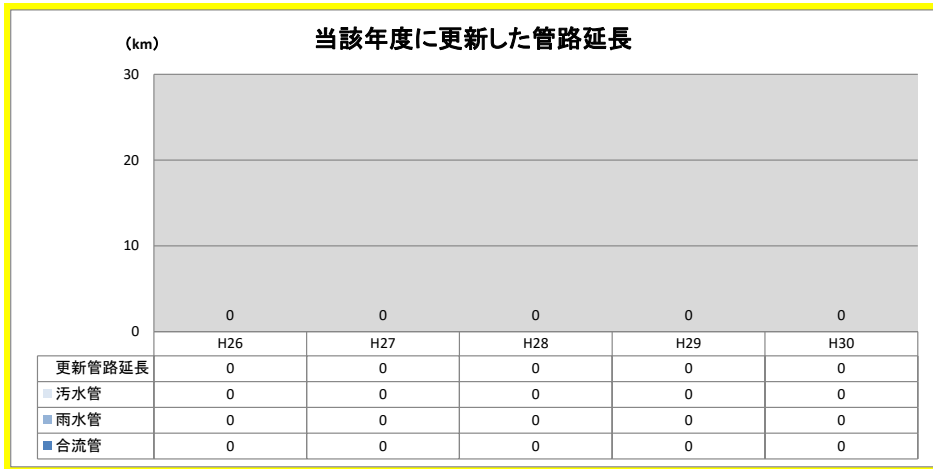 当該年度に更新した管路延長
（km）
30
20
10
0
0 0 0 0 0
H26 H27 H28 H29 H30
更新管路延長 0 0 0 0 0
汚水管 0 0 0 0 0
雨水管 0 0 0 0 0
合流管 0 0 0 0 0